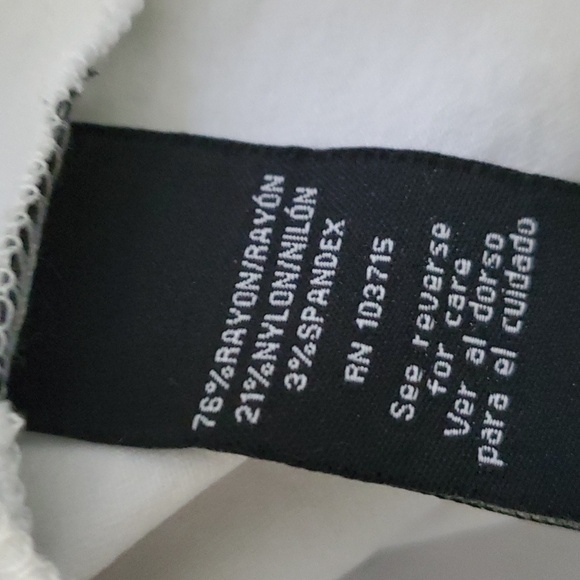 76%RAYON/RAYÓN
21%NYLON/NILÓN
3%SPANDEX
RN 103715
See reverse
for care
Ver al dorso
para el cuidado